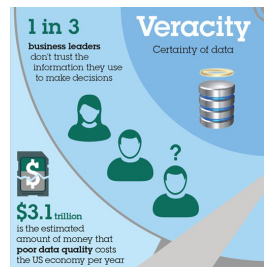 1 in 3
business leaders
don't trust the
information they use
to make decisions
Veracity
Certainty of data
?
$
$3.1 trillion
is the estimated
amount of money that
poor data quality costs
the US economy per year